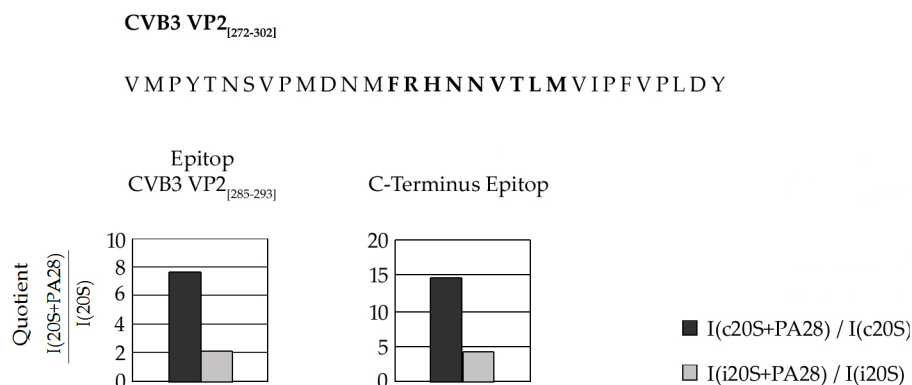 CVB3 VP2[272-302]
V M P Y T N S V P M D N M F R H N N V T L M V I P F V P L D Y
Epitop
CVB3 VP2[285-293]
C-Terminus Epitop
Quotient
I(20S+PA28)
I(20S)
10
8
6
4
2
0
20
15
10
5
0
I(c20S+PA28) / I(c20S)
I(i20S+PA28) / I(i20S)